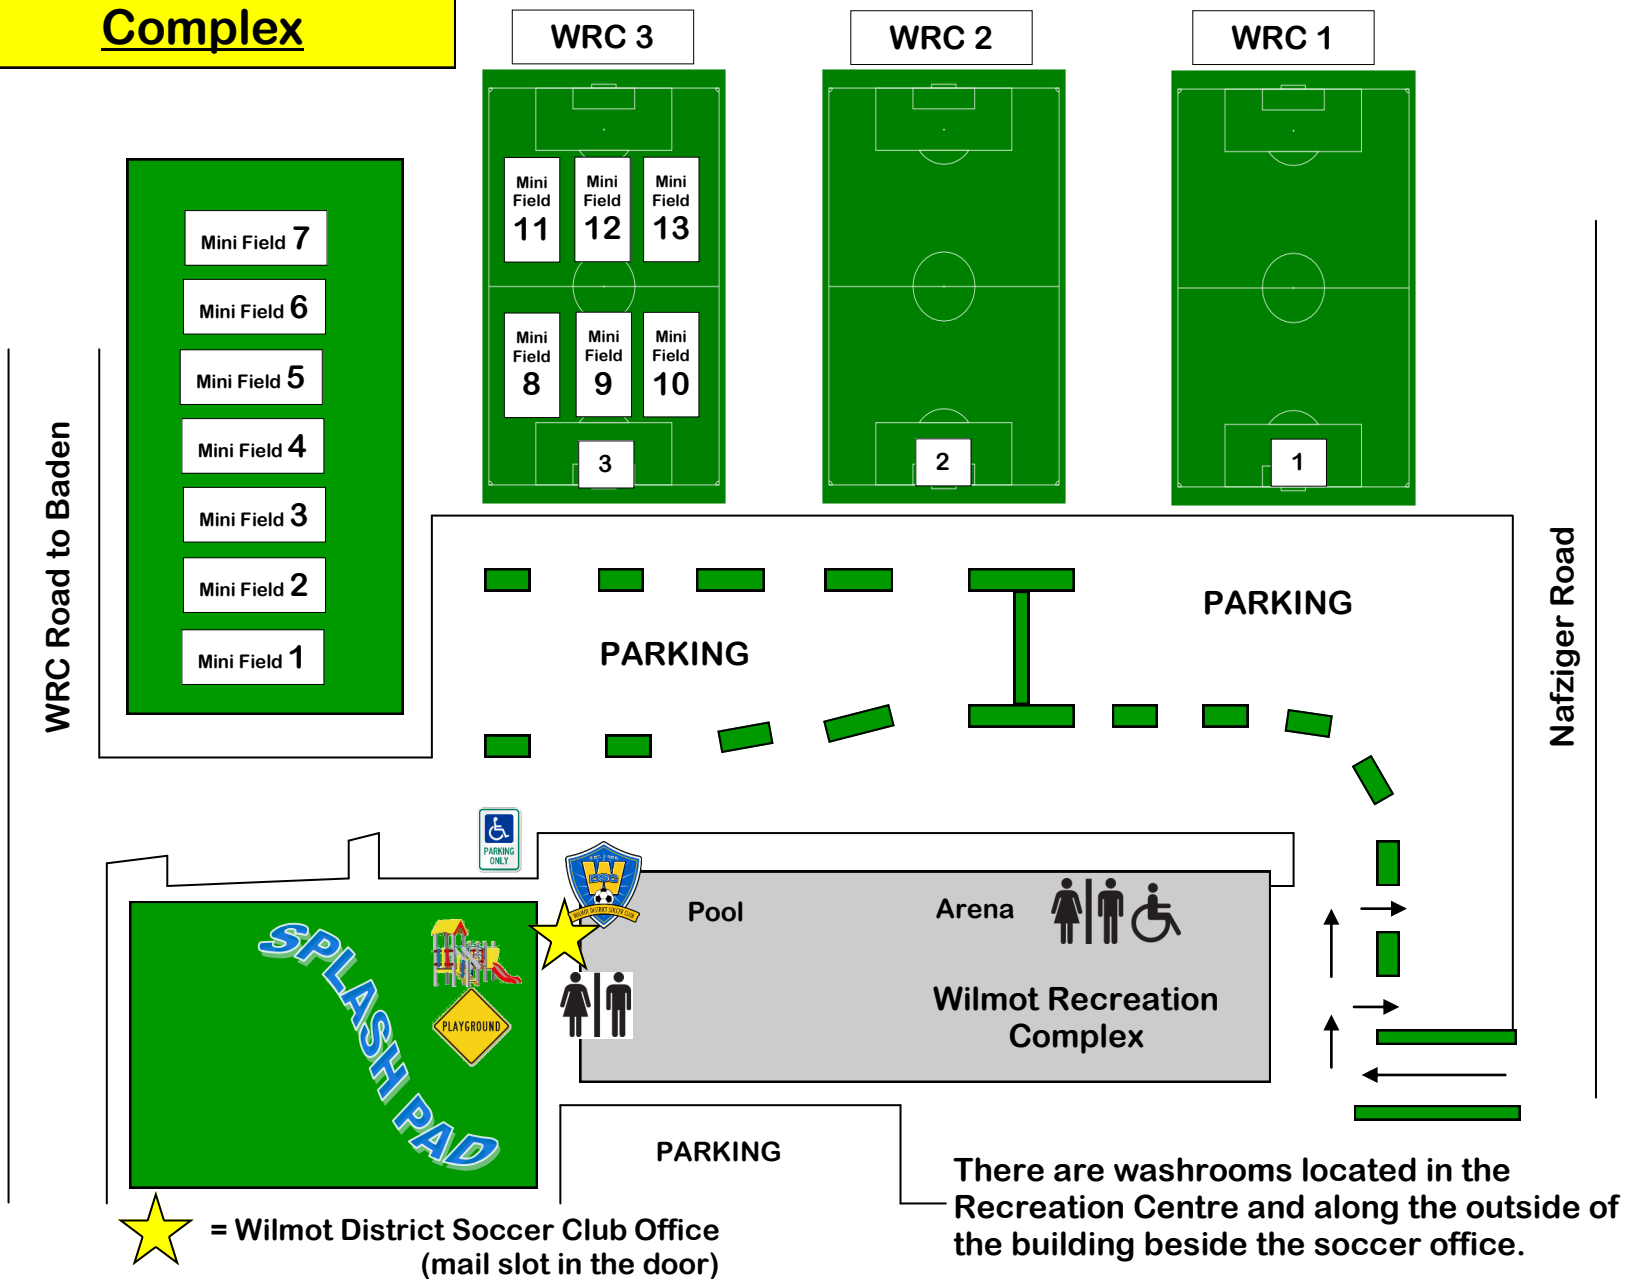 Complex
WRC 3
WRC 2
WRC 1
Mini Field 7
Mini Field 6
Mini Field 5
Mini Field 4
Mini Field 3
Mini Field 2
Mini Field 1
Mini
Field
11
Mini
Field
12
Mini
Field
13
Mini
Field
8
Mini
Field
9
Mini
Field
10
3
2
1
WRC Road to Baden
Nafziger Road
PARKING
PARKING
PARKING
ONLY
WILMOT DISTRICT SOCCER CLUB
Pool
Arena
Wilmot Recreation
Complex
SPLASH PAD
PLAYGROUND
PARKING
There are washrooms located in the
Recreation Centre and along the outside of
the building beside the soccer office.
= Wilmot District Soccer Club Office
(mail slot in the door)